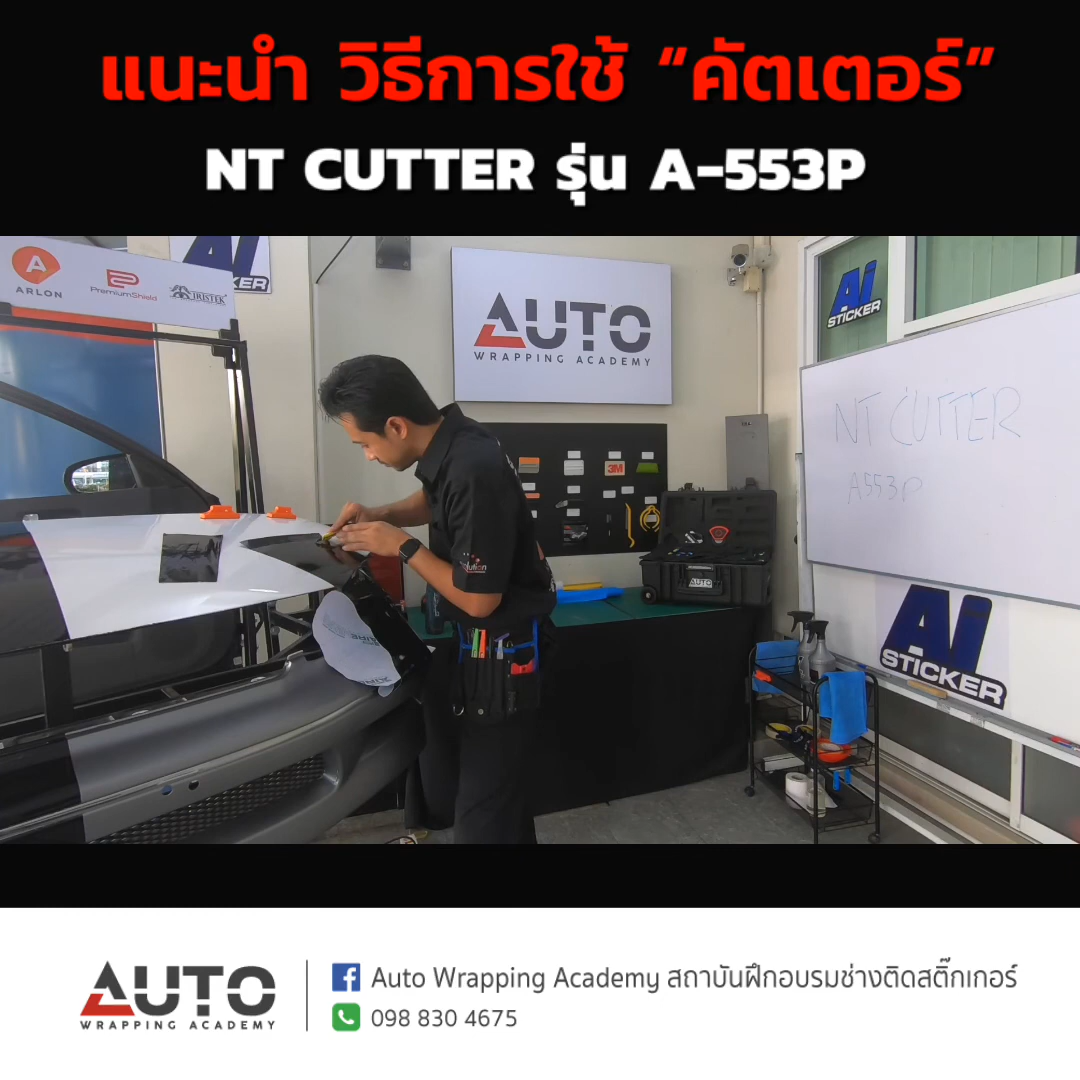 แนะนำ วิธีการใช้ “คัตเตอร์”
NT CUTTER รุ่น A-553P
ARLON
PremiumShield
TRISTEK
KER
AUTO
WRAPPING ACADEMY
Ai
STICKER
NT CUTTER
A553P
3M
AUTO
Ai
STICKER
AUTO
WRAPPING ACADEMY
Auto Wrapping Academy สถาบันฝึกอบรมช่างติดสติ๊กเกอร์
098 830 4675